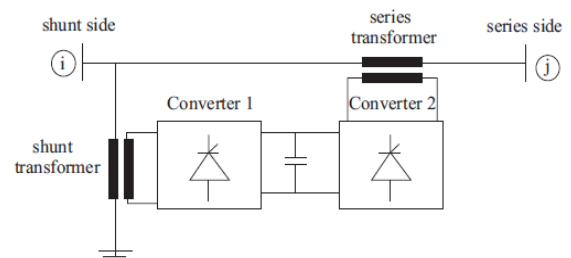 shunt side
series
transformer
series side
i
j
Converter 1
Converter 2
shunt
transformer